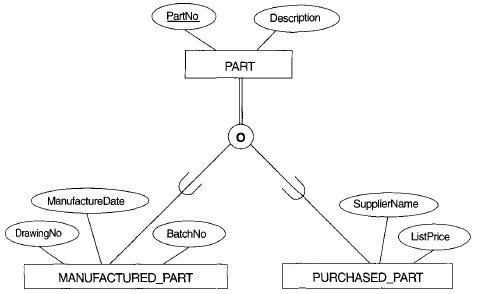 PartNo
Description
PART
O
ManufactureDate
SupplierName
DrawingNo
BatchNo
ListPrice
MANUFACTURED_PART
PURCHASED_PART